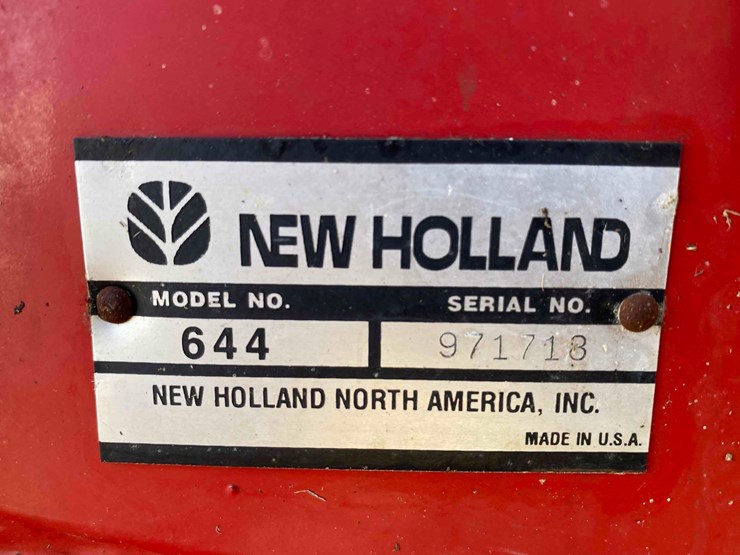 NEW HOLLAND
MODEL NO. SERIAL NO.
644 971718
NEW HOLLAND NORTH AMERICA, INC.
MADE IN U.S.A.